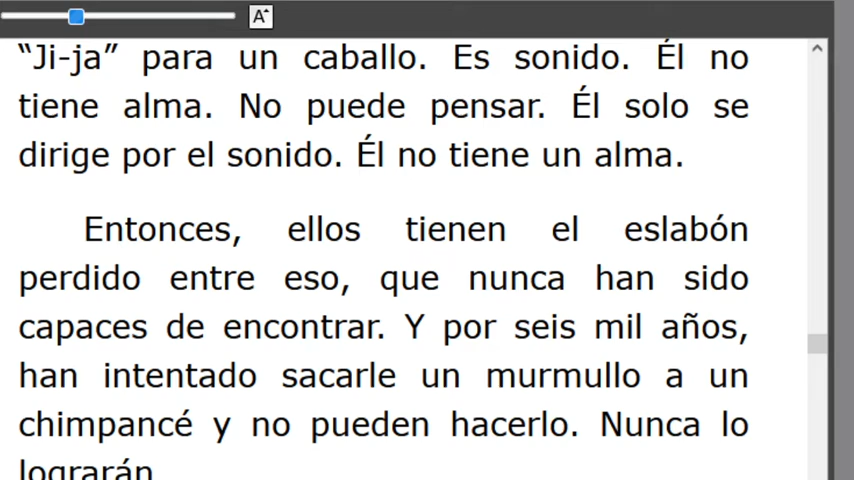 A
“Ji-ja” para un caballo. Es sonido. Él no
tiene alma. No puede pensar. Él solo se
dirige por el sonido. Él no tiene un alma.
Entonces, ellos tienen el eslabón
perdido entre eso, que nunca han sido
capaces de encontrar. Y por seis mil años,
han intentado sacarle un murmullo a un
chimpancé y no pueden hacerlo. Nunca lo
lograrán